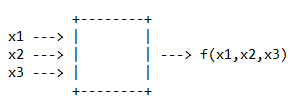 +--------+
x1 ---> |        |
x2 ---> |        | ---> f(x1,x2,x3)
x3 ---> |        |
+--------+